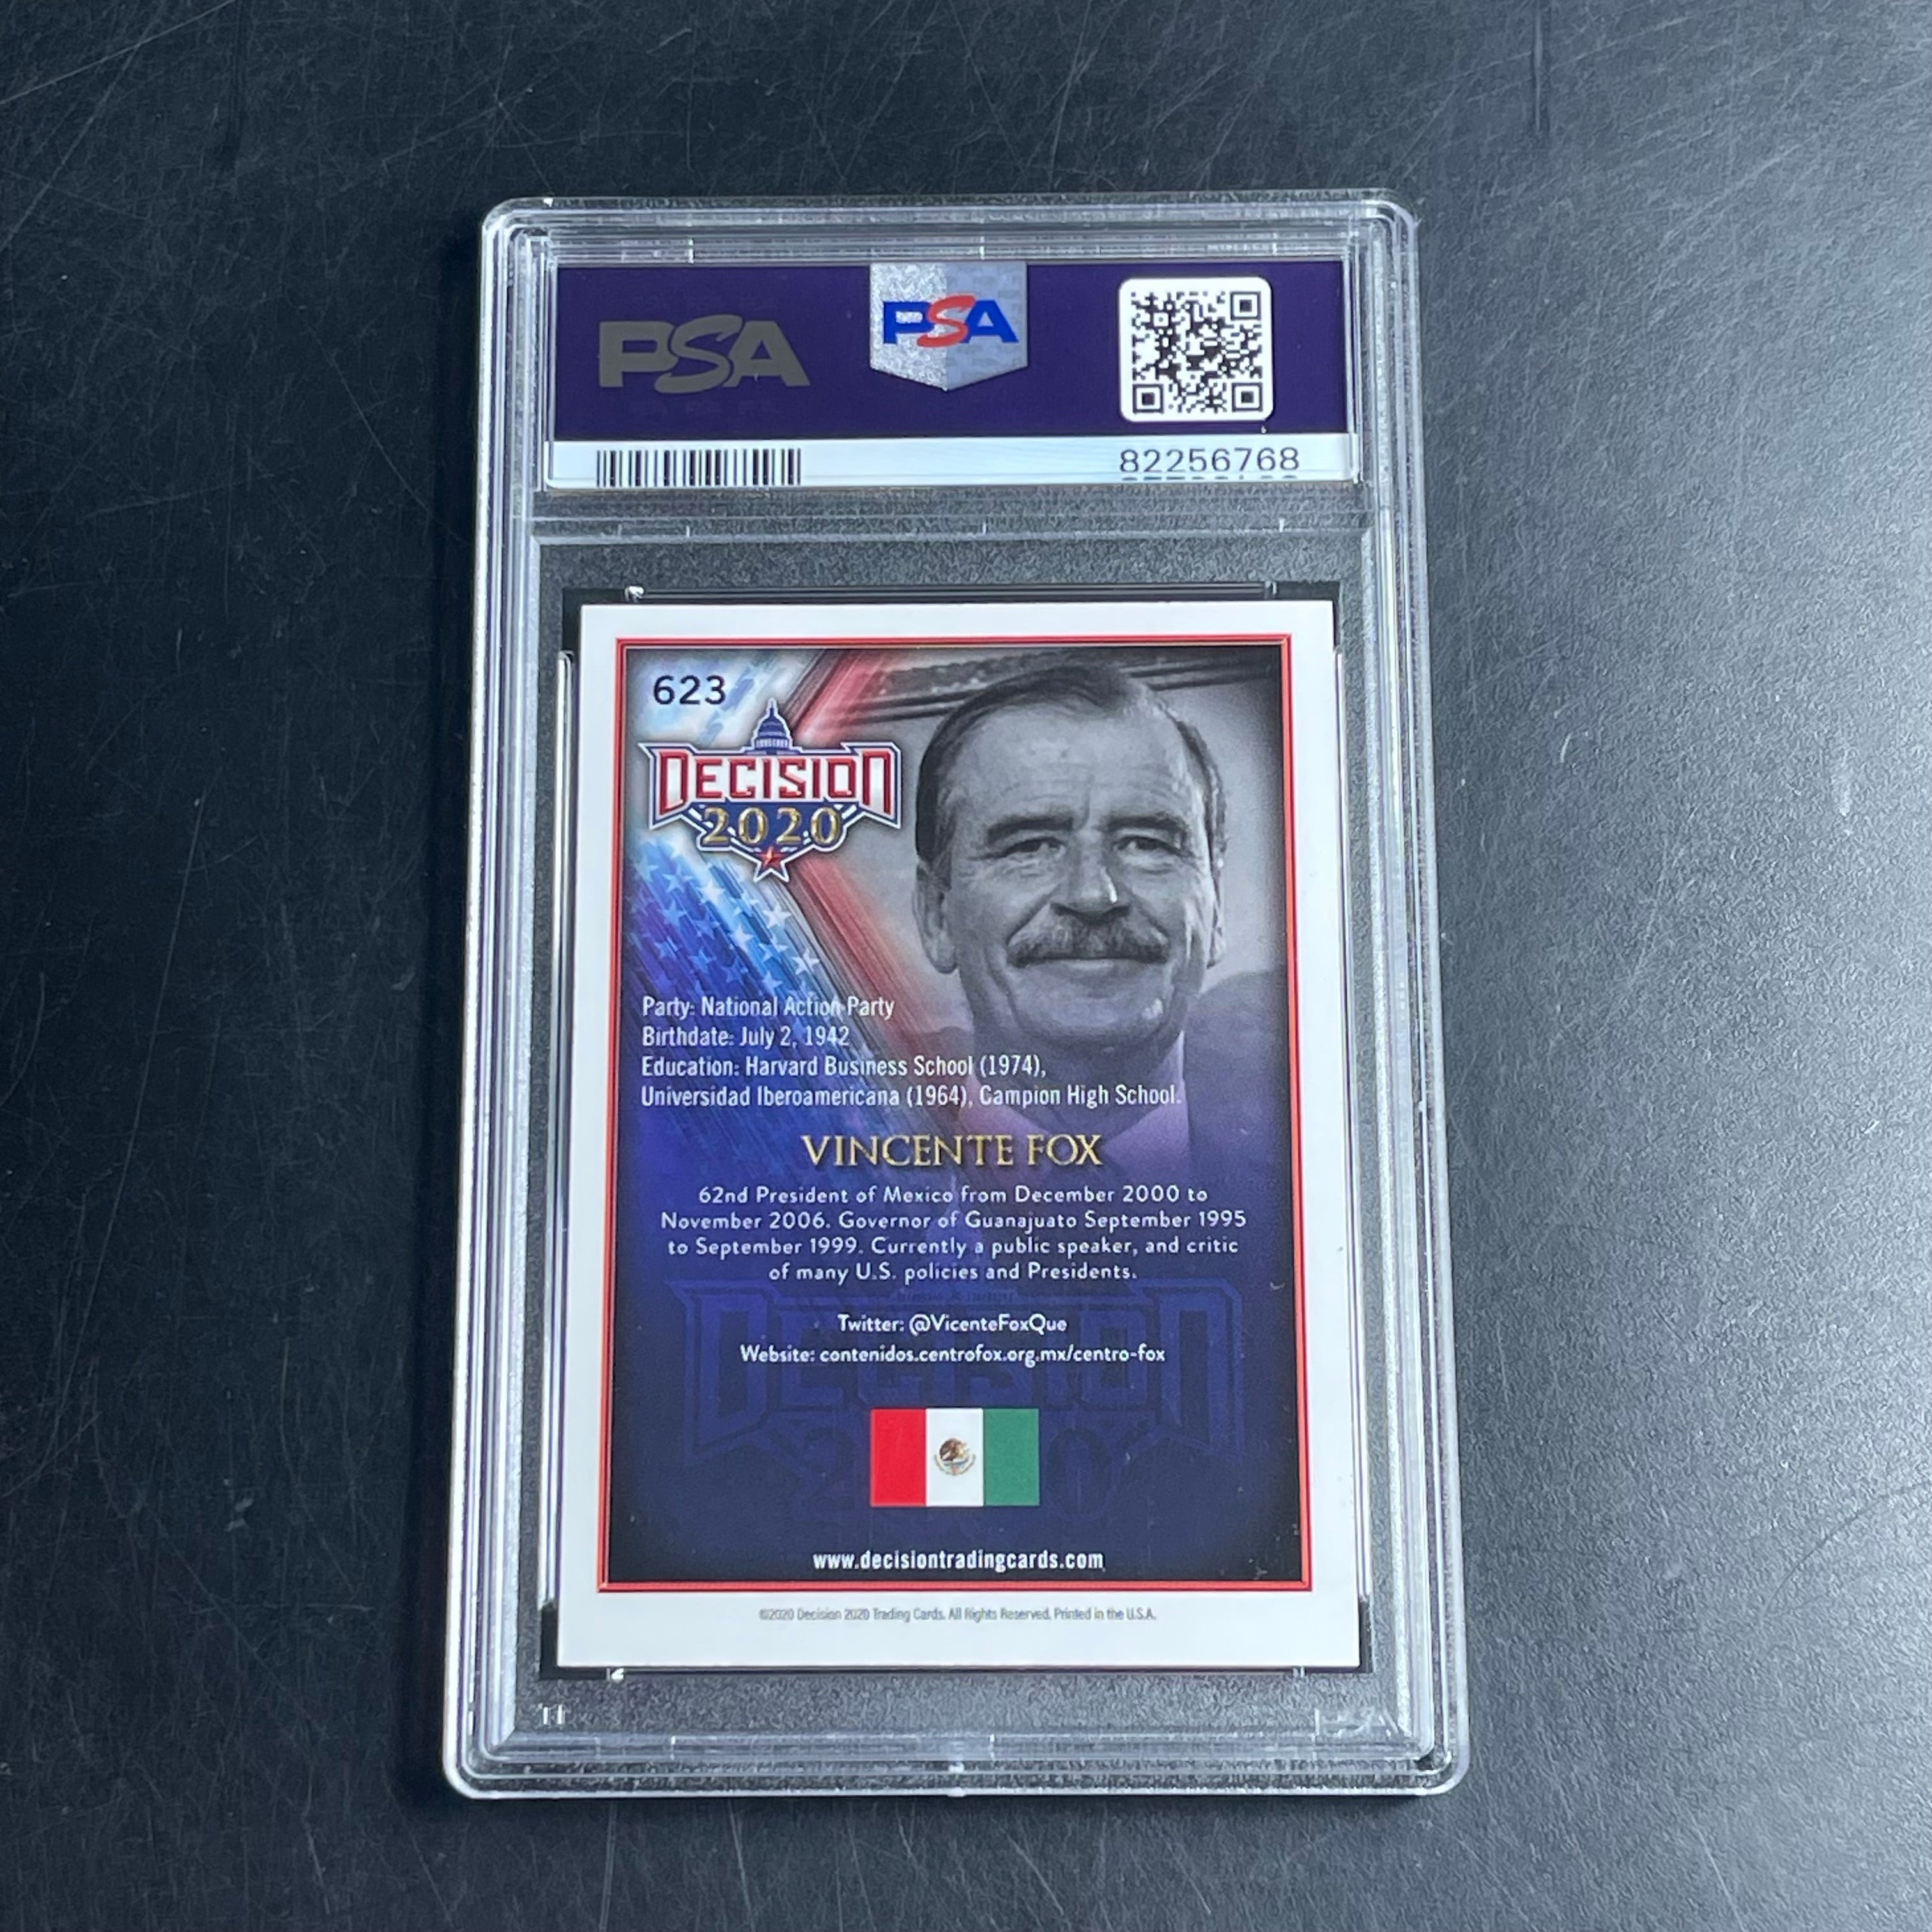 PSA
PSA
82256768
623
DECISION
2020
Party: National Action Party
Birthdate: July 2, 1942
Education: Harvard Business School (1974),
Universidad Iberoamericana (1964), Campion High School.
VINCENTE FOX
62nd President of Mexico from December 2000 to
November 2006. Governor of Guanajuato September 1995
to September 1999. Currently a public speaker, and critic
of many U.S. policies and Presidents.
Twitter: @VicenteFoxQue
Website: contenidos.centrofox.org.mx/centro-fox
DECISION
2020
www.decisiontradingcards.com
©2020 Decision 2020 Trading Cards. All Rights Reserved. Printed in the U.S.A.